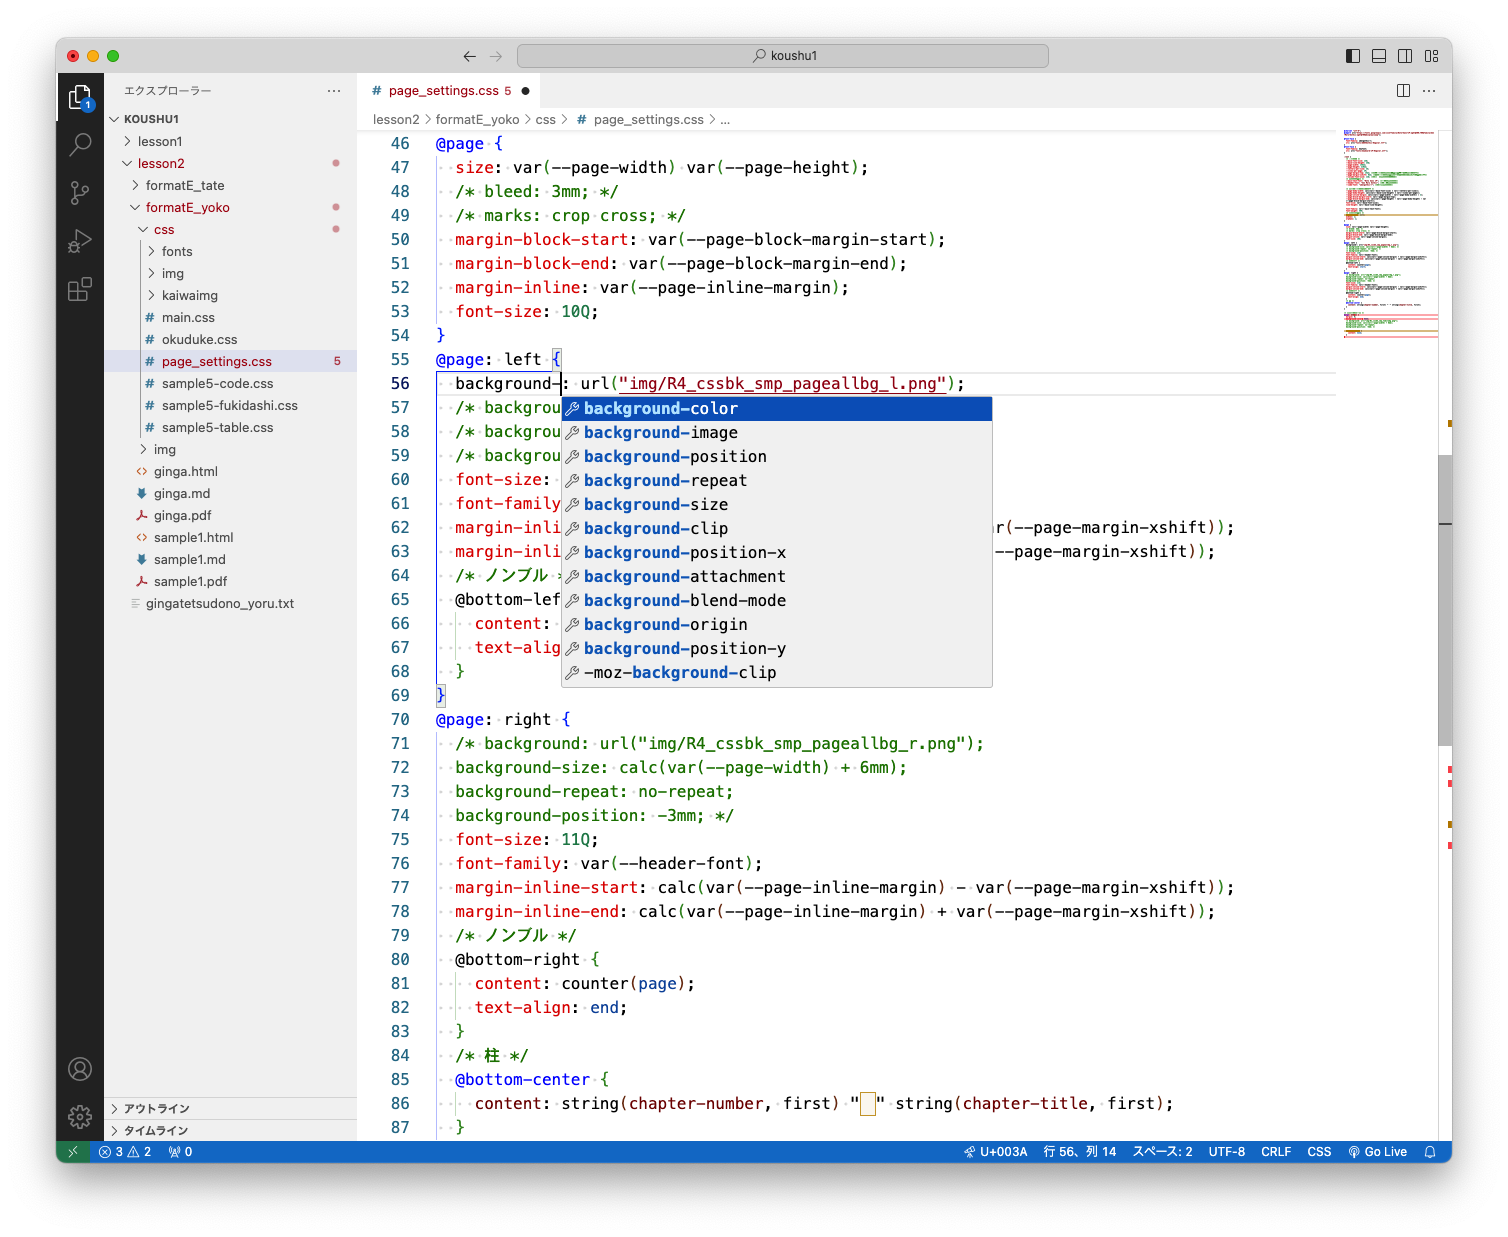 koushu1
エクスプローラー
page_settings.css 5
lesson2 > formatE_yoko > css > # page_settings.css > ...
KOUSHU1
lesson1
lesson2
formatE_tate
formatE_yoko
css
fonts
img
kaiwaimg
# main.css
# okuduke.css
# page_settings.css 5
# sample5-code.css
# sample5-fukidashi.css
# sample5-table.css
img
ginga.html
ginga.md
ginga.pdf
sample1.html
sample1.md
sample1.pdf
gingatetsudono_yoru.txt
アウトライン
タイムライン
1
46 @page {
47 size: var(--page-width) var(--page-height);
48 /* bleed: 3mm; */
49 /* marks: crop cross; */
50 margin-block-start: var(--page-block-margin-start);
51 margin-block-end: var(--page-block-margin-end);
52 margin-inline: var(--page-inline-margin);
53 font-size: 10Q;
54 }
55 @page: left {
56 background-: url("img/R4_cssbk_smp_pageallbg_l.png");
57 /* backgrou
58 /* backgrou
59 /* backgrou
60 font-size:
61 font-family
62 margin-inli r(--page-margin-xshift));
63 margin-inli --page-margin-xshift));
64 /* ノンブル
65 @bottom-lef
66 content:
67 text-alig
68 }
69 }
background-color
background-image
background-position
background-repeat
background-size
background-clip
background-position-x
background-attachment
background-blend-mode
background-origin
background-position-y
-moz-background-clip
70 @page: right {
71 /* background: url("img/R4_cssbk_smp_pageallbg_r.png");
72 background-size: calc(var(--page-width) + 6mm);
73 background-repeat: no-repeat;
74 background-position: -3mm; */
75 font-size: 11Q;
76 font-family: var(--header-font);
77 margin-inline-start: calc(var(--page-inline-margin) - var(--page-margin-xshift));
78 margin-inline-end: calc(var(--page-inline-margin) + var(--page-margin-xshift));
79 /* ノンブル */
80 @bottom-right {
81 content: counter(page);
82 text-align: end;
83 }
84 /* 柱 */
85 @bottom-center {
86 content: string(chapter-number, first) "　" string(chapter-title, first);
87 }
3 2 0 U+003A 行 56、列 14 スペース: 2 UTF-8 CRLF CSS Go Live